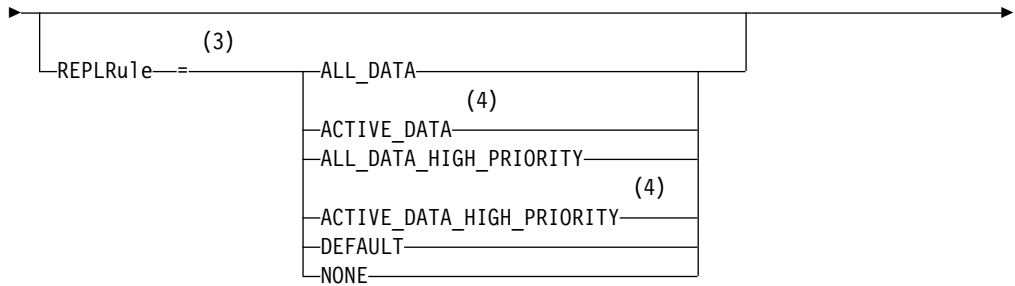 (3)
REPLRule = ALL_DATA
(4)
ACTIVE_DATA
ALL_DATA_HIGH_PRIORITY
(4)
ACTIVE_DATA_HIGH_PRIORITY
DEFAULT
NONE